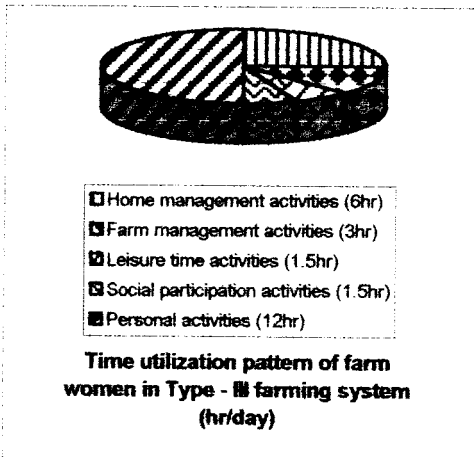 Home management activities (6hr)
Farm management activities (3hr)
Leisure time activities (1.5hr)
Social participation activities (1.5hr)
Personal activities (12hr)
Time utilization pattern of farm
women in Type - III farming system
(hr/day)